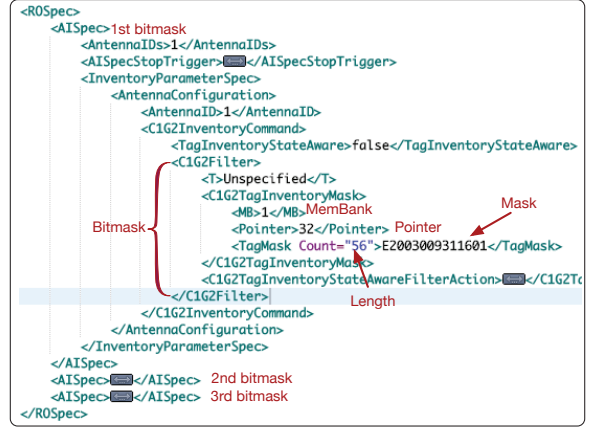 <ROSpec>
<AISpec> 1st bitmask
<AntennaIDs>1</AntennaIDs>
<AISpecStopTrigger></AISpecStopTrigger>
<InventoryParameterSpec>
<AntennaConfiguration>
<AntennaID>1</AntennaID>
<C1G2InventoryCommand>
<TagInventoryStateAware>false</TagInventoryStateAware>
<C1G2Filter>
<T>Unspecified</T>
<C1G2TagInventoryMask>
Mask
<MB>1</MB> MemBank
Bitmask
<Pointer>32</Pointer> Pointer
<TagMask Count="56">E2003009311601</TagMask>
</C1G2TagInventoryMask>
<C1G2TagInventoryStateAwareFilterAction></C1G2Ta
</C1G2Filter>
Length
</C1G2InventoryCommand>
</AntennaConfiguration>
</InventoryParameterSpec>
</AISpec>
<AISpec></AISpec> 2nd bitmask
<AISpec></AISpec> 3rd bitmask
</ROSpec>